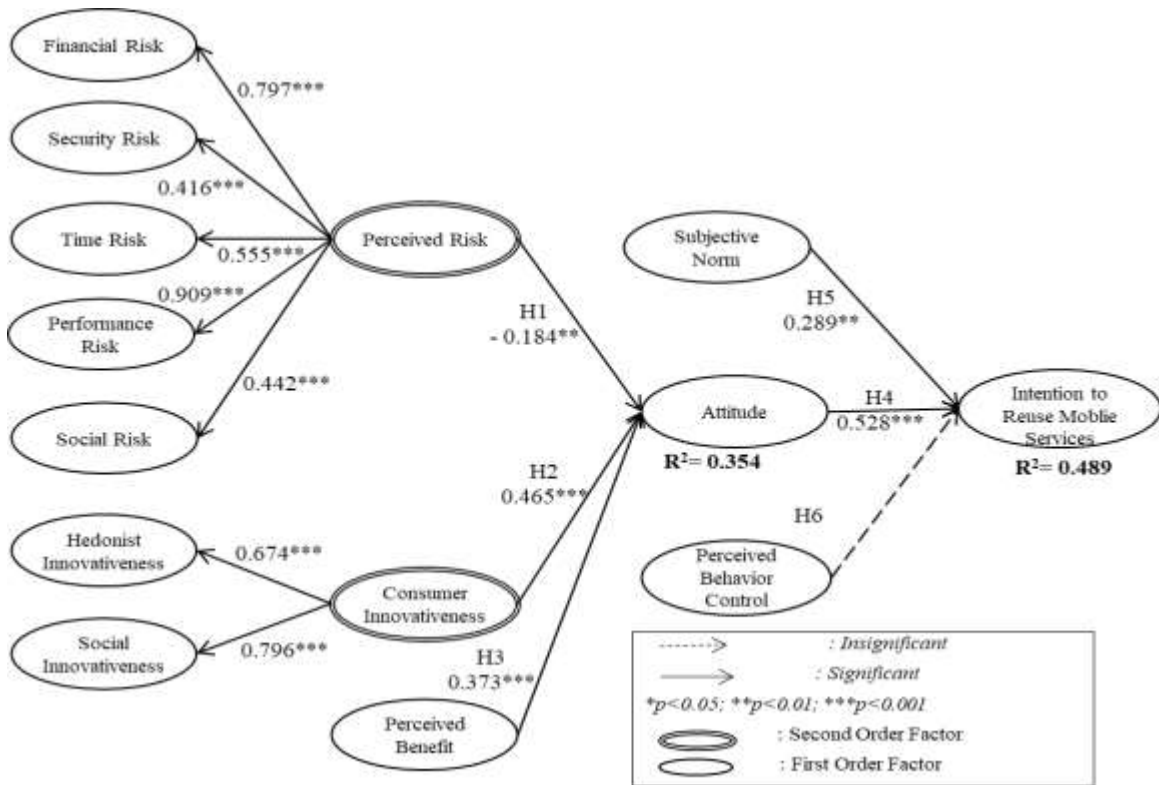 Financial Risk
0.797***
Security Risk
0.416***
Time Risk
0.555***
0.909***
Performance
Risk
0.442***
Social Risk
Perceived Risk
H1
- 0.184**
Subjective
Norm
H5
0.289**
Attitude
R²= 0.354
H4
0.528***
Intention to
Reuse Moblie
Services
R²= 0.489
H2
0.465***
H6
Hedonist
Innovativeness
0.674***
Consumer
Innovativeness
Perceived
Behavior
Control
Social
Innovativeness
0.796***
H3
0.373***
Perceived
Benefit
: Insignificant
: Significant
*p<0.05; **p<0.01; ***p<0.001
: Second Order Factor
: First Order Factor